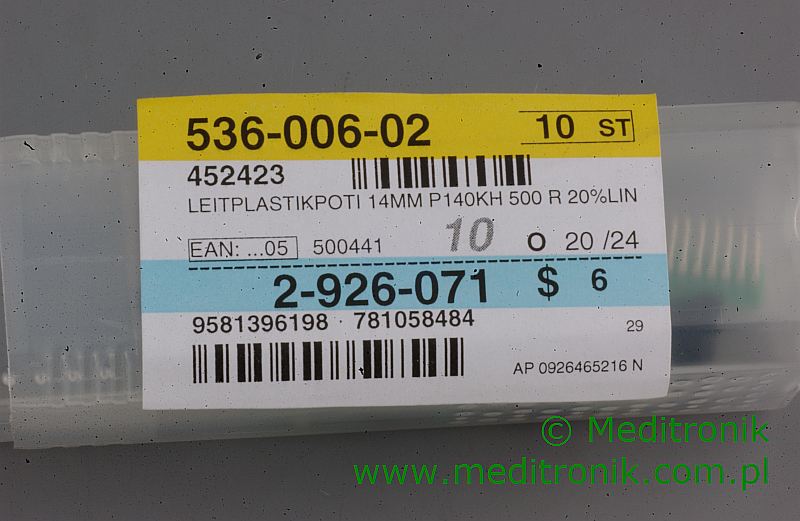 536-006-02 10 ST
452423
LEITPLASTIKPOTI 14MM P140KH 500 R 20%LIN
EAN: ...05 500441 10 O 20 /24
2-926-071 $ 6
9581396198 · 781058484
29
AP 0926465216 N
© Meditronik
www.meditronik.com.pl